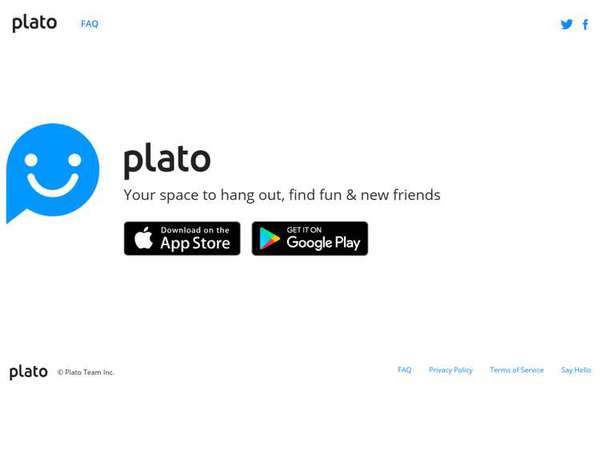 plato FAQ
plato
Your space to hang out, find fun & new friends
Download on the
App Store
GET IT ON
Google Play
plato © Plato Team Inc. FAQ Privacy Policy Terms of Service Say Hello